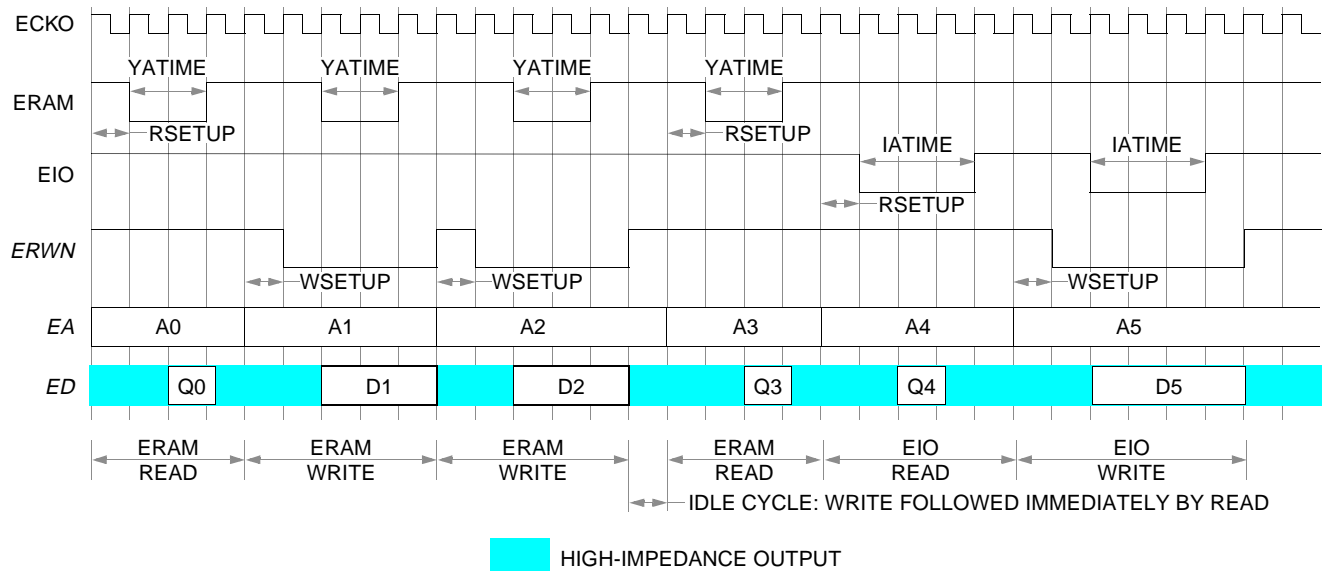 ECKO
YATIME YATIME YATIME YATIME
ERAM
RSETUP RSETUP
IATIME IATIME
EIO
RSETUP
ERWN
WSETUP WSETUP WSETUP
EA A0 A1 A2 A3 A4 A5
ED Q0 D1 D2 Q3 Q4 D5
ERAM ERAM ERAM ERAM EIO EIO
READ WRITE WRITE READ READ WRITE
IDLE CYCLE: WRITE FOLLOWED IMMEDIATELY BY READ
HIGH-IMPEDANCE OUTPUT